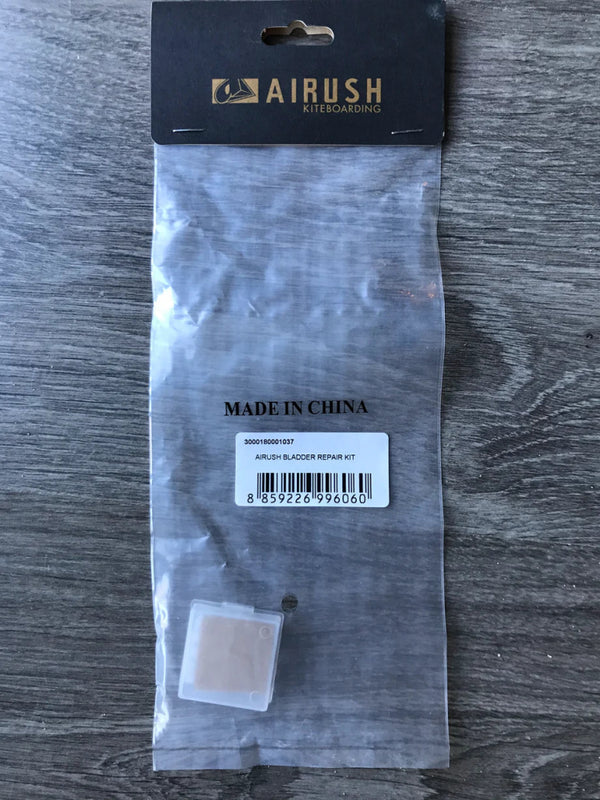 AIRUSH
KITEBOARDING
MADE IN CHINA
3000180001037
AIRUSH BLADDER REPAIR KIT
8 859226 996060